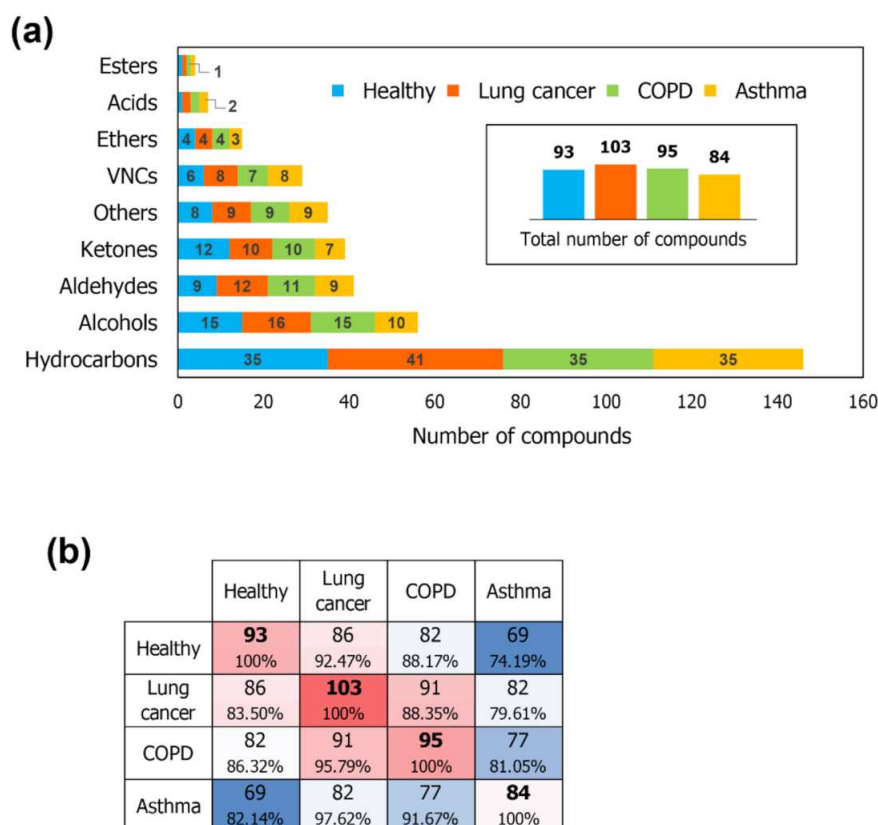 (a)
Esters 1
Acids 2
Healthy Lung cancer COPD Asthma
Ethers 4 4 4 3
93 103 95 84
Total number of compounds
VNCs 6 8 7 8
Others 8 9 9 9
Ketones 12 10 10 7
Aldehydes 9 12 11 9
Alcohols 15 16 15 10
Hydrocarbons 35 41 35 35
0 20 40 60 80 100 120 140 160
Number of compounds
(b)
Healthy Lung cancer COPD Asthma
Healthy 93 86 82 69
100% 92.47% 88.17% 74.19%
Lung cancer 86 103 91 82
83.50% 100% 88.35% 79.61%
COPD 82 91 95 77
86.32% 95.79% 100% 81.05%
Asthma 69 82 77 84
82.14% 97.62% 91.67% 100%